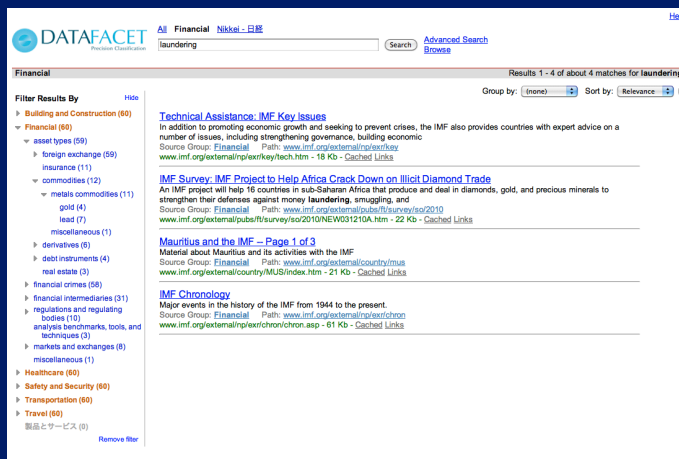 He
DATAFACET
Precision Classification
All Financial Nikkei - 日経
laundering
Search
Advanced Search
Browse
Financial
Results 1 - 4 of about 4 matches for laundering
Group by: (none) Sort by: Relevance
Filter Results By Hide
Building and Construction (60)
Financial (60)
asset types (59)
foreign exchange (59)
insurance (11)
commodities (12)
metals commodities (11)
gold (4)
lead (7)
miscellaneous (1)
derivatives (6)
debt instruments (4)
real estate (3)
financial crimes (58)
financial intermediaries (31)
regulations and regulating
bodies (10)
analysis benchmarks, tools, and
techniques (3)
markets and exchanges (8)
miscellaneous (1)
Healthcare (60)
Safety and Security (60)
Transportation (60)
Travel (60)
製品とサービス (0)
Remove filter
Technical Assistance: IMF Key Issues
In addition to promoting economic growth and seeking to prevent crises, the IMF also provides countries with expert advice on a
number of issues, including strengthening governance, building economic
Source Group: Financial Path: www.imf.org/external/np/exr/key
www.imf.org/external/np/exr/key/tech.htm - 18 Kb - Cached Links
IMF Survey: IMF Project to Help Africa Crack Down on Illicit Diamond Trade
An IMF project will help 16 countries in sub-Saharan Africa that produce and deal in diamonds, gold, and precious minerals to
strengthen their defenses against money laundering, smuggling, and
Source Group: Financial Path: www.imf.org/external/pubs/ft/survey/so/2010
www.imf.org/external/pubs/ft/survey/so/2010/NEW031210A.htm - 22 Kb - Cached Links
Mauritius and the IMF -- Page 1 of 3
Material about Mauritius and its activities with the IMF
Source Group: Financial Path: www.imf.org/external/country/mus
www.imf.org/external/country/MUS/index.htm - 21 Kb - Cached Links
IMF Chronology
Major events in the history of the IMF from 1944 to the present.
Source Group: Financial Path: www.imf.org/external/np/exr/chron
www.imf.org/external/np/exr/chron/chron.asp - 61 Kb - Cached Links